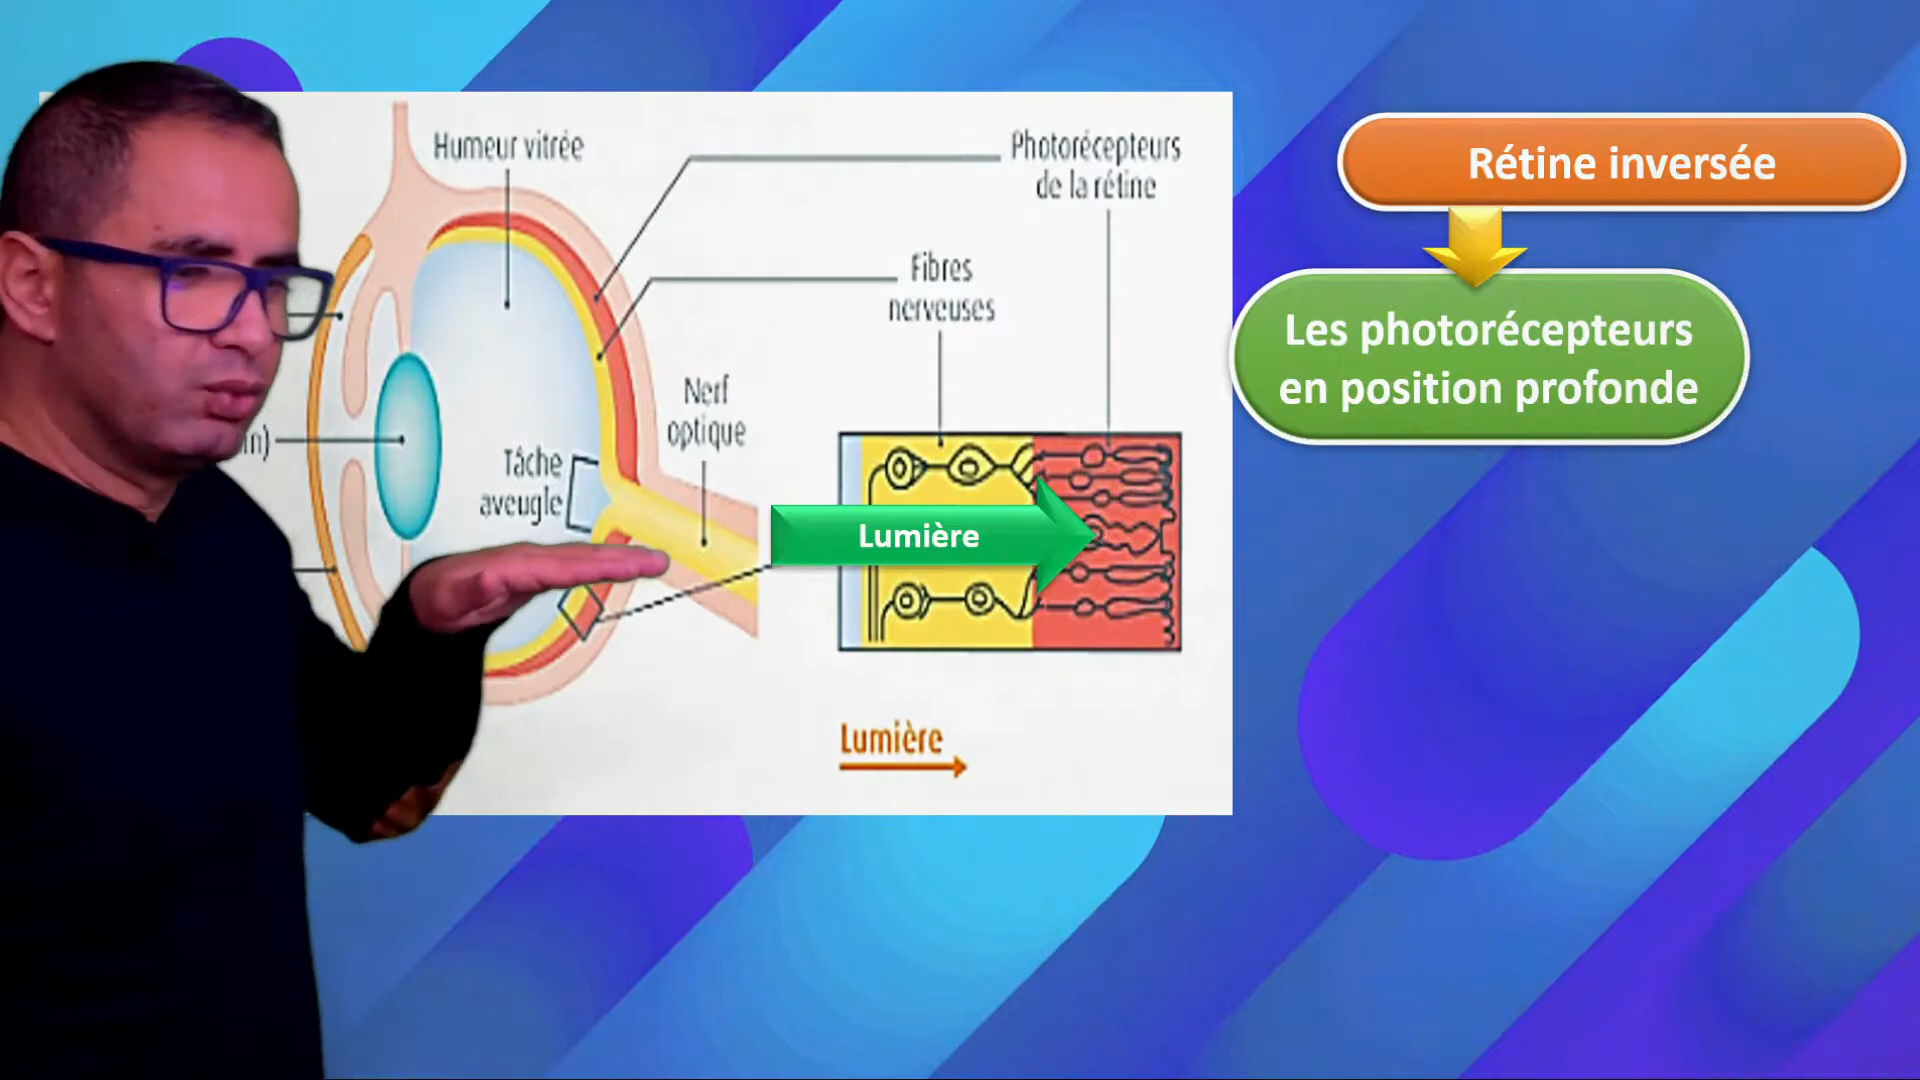 Humeur vitrée
Photorécepteurs
de la rétine
Fibres
nerveuses
Nerf
optique
Tâche
aveugle
Lumière
Lumière
Rétine inversée
Les photorécepteurs
en position profonde